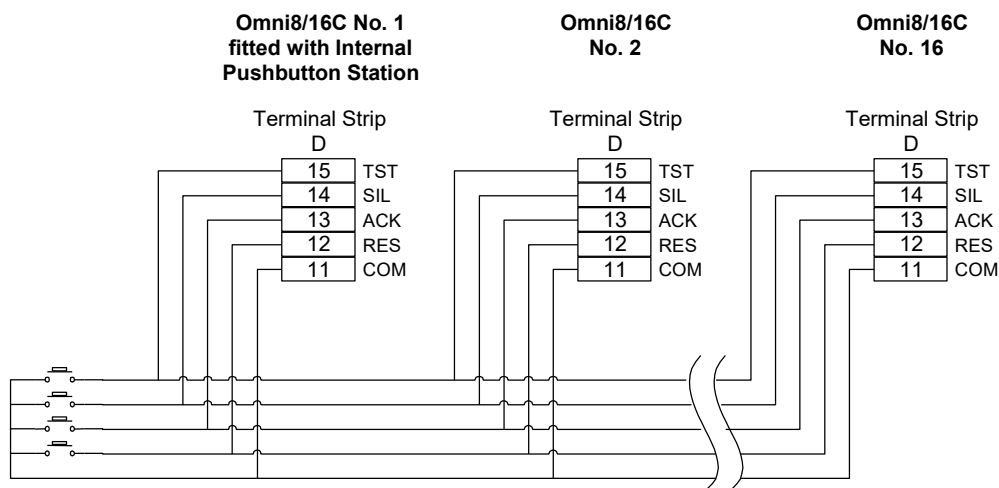 Omni8/16C No. 1
fitted with Internal
Pushbutton Station
Omni8/16C
No. 2
Omni8/16C
No. 16
Terminal Strip
D
15 TST
14 SIL
13 ACK
12 RES
11 COM
Terminal Strip
D
15 TST
14 SIL
13 ACK
12 RES
11 COM
Terminal Strip
D
15 TST
14 SIL
13 ACK
12 RES
11 COM